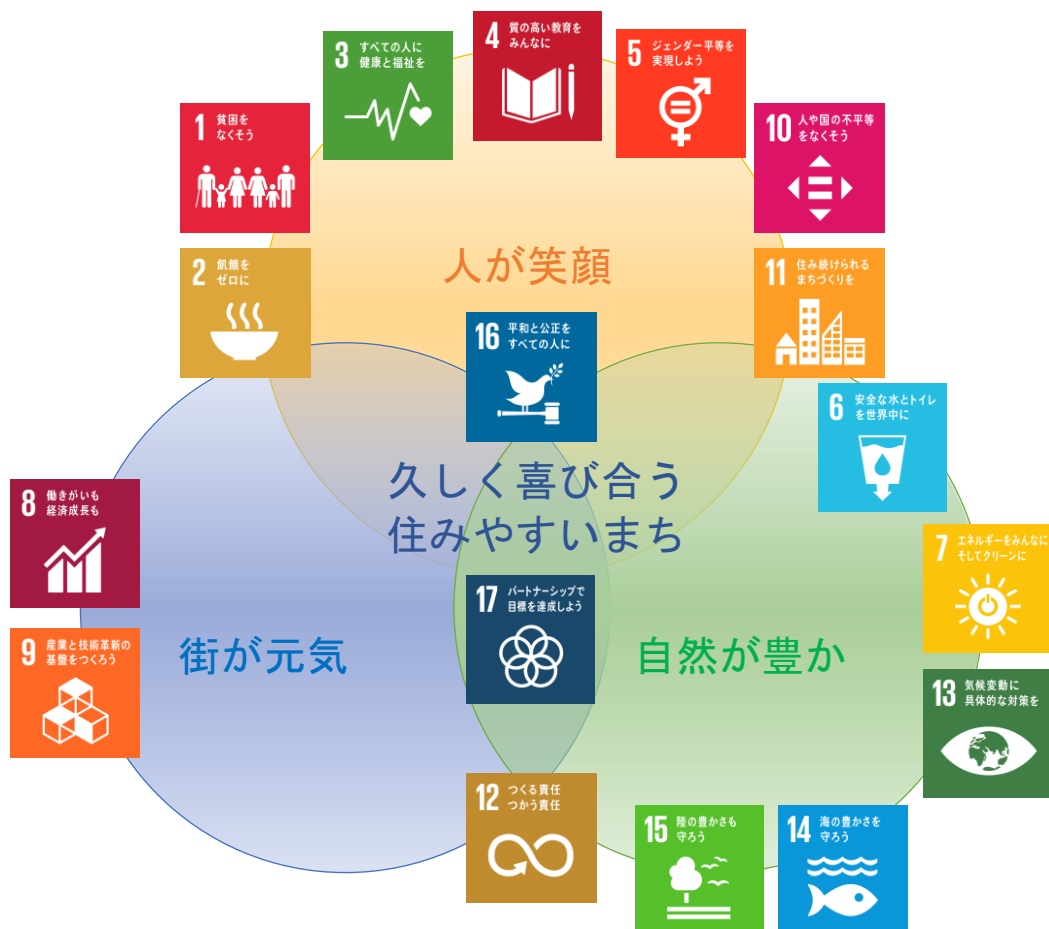 4 質の高い教育を
みんなに
3 すべての人に
健康と福祉を
5 ジェンダー平等を
実現しよう
1 貧困を
なくそう
10 人や国の不平等
をなくそう
2 飢餓を
ゼロに
人が笑顔
11 住み続けられる
まちづくりを
16 平和と公正を
すべての人に
6 安全な水とトイレ
を世界中に
久しく喜び合う
住みやすいまち
8 働きがいも
経済成長も
7 エネルギーをみんなに
そしてクリーンに
17 パートナーシップで
目標を達成しよう
9 産業と技術革新の
基盤をつくろう
街が元気
自然が豊か
13 気候変動に
具体的な対策を
12 つくる責任
つかう責任
15 陸の豊かさも
守ろう
14 海の豊かさを
守ろう